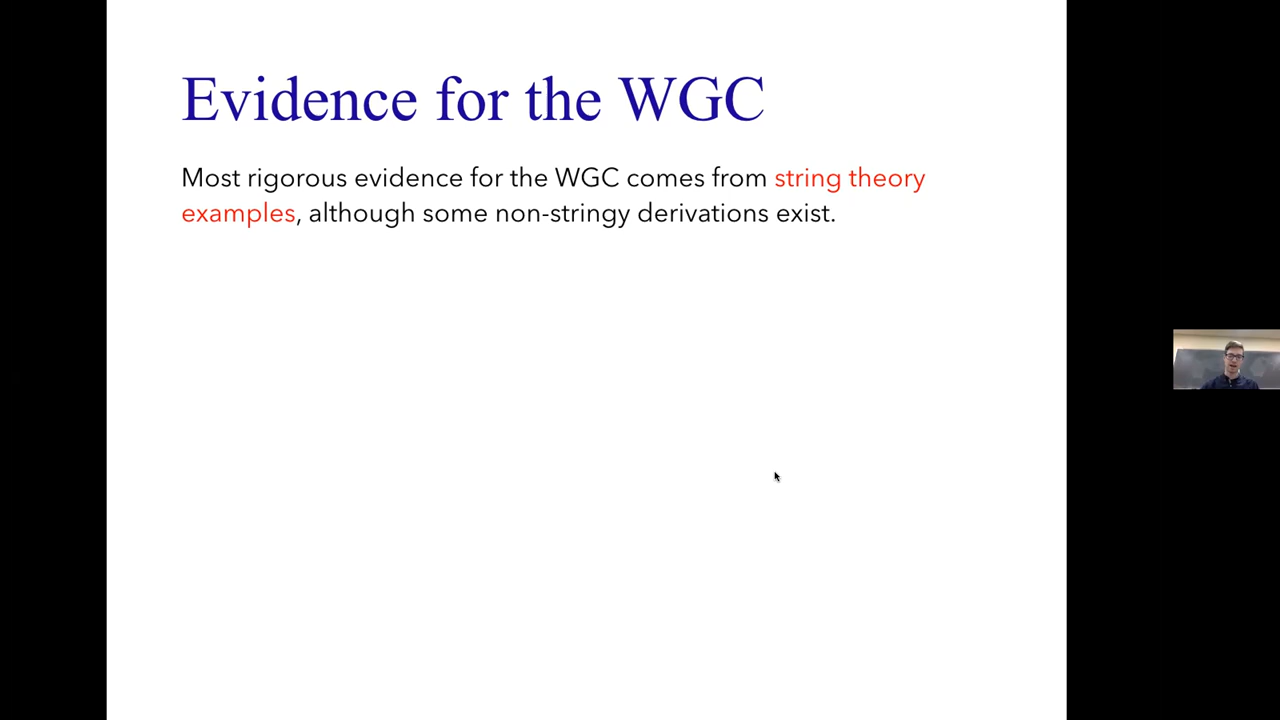 Evidence for the WGC
Most rigorous evidence for the WGC comes from string theory
examples, although some non-stringy derivations exist.